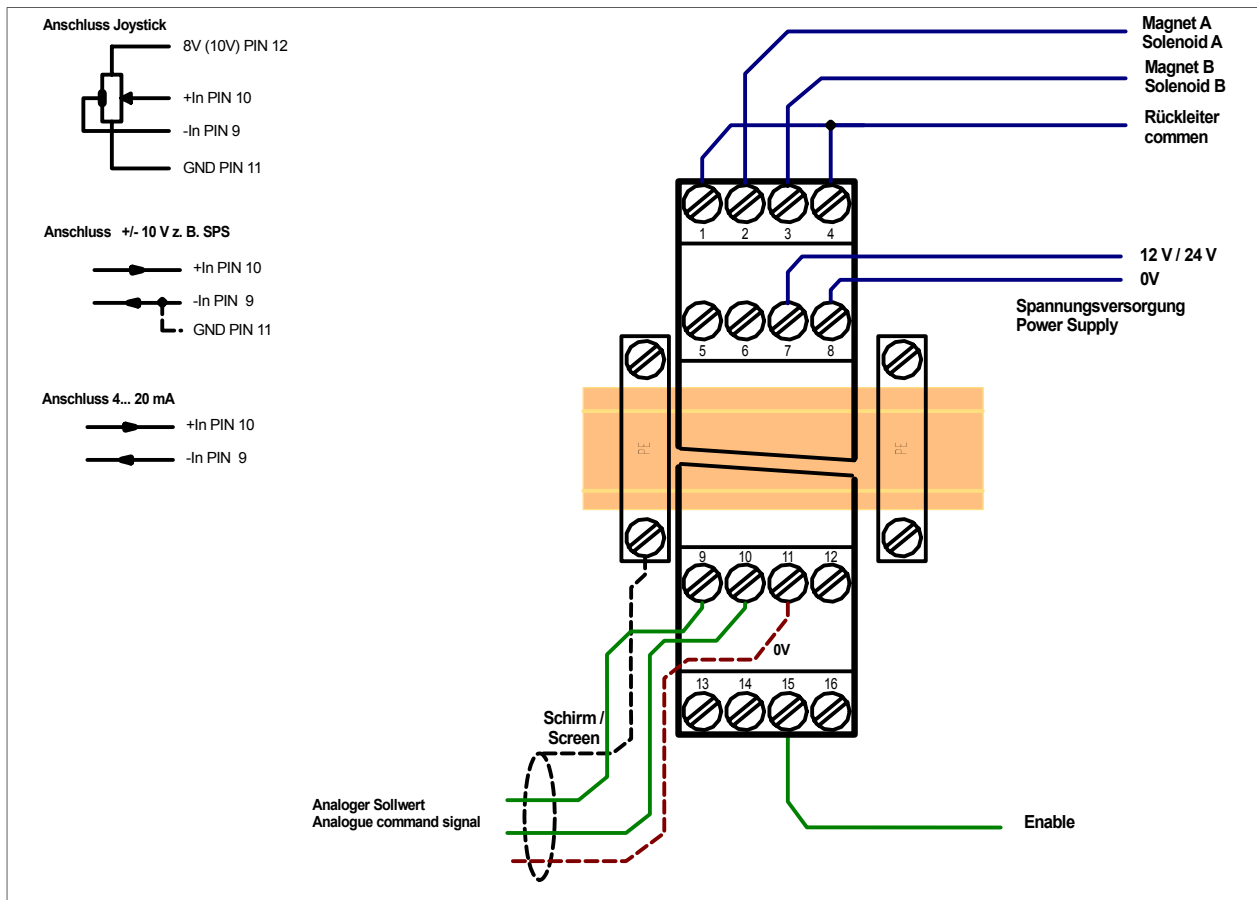 Anschluss Joystick
8V (10V) PIN 12
+In PIN 10
-In PIN 9
GND PIN 11
Anschluss +/- 10 V z. B. SPS
+In PIN 10
-In PIN 9
GND PIN 11
Anschluss 4... 20 mA
+In PIN 10
-In PIN 9
Magnet A
Solenoid A
Magnet B
Solenoid B
Rückleiter
commen
1 2 3 4
12 V / 24 V
0V
Spannungsversorgung
Power Supply
5 6 7 8
PE
PE
9 10 11 12
0V
13 14 15 16
Schirm /
Screen
Analoger Sollwert
Analogue command signal
Enable